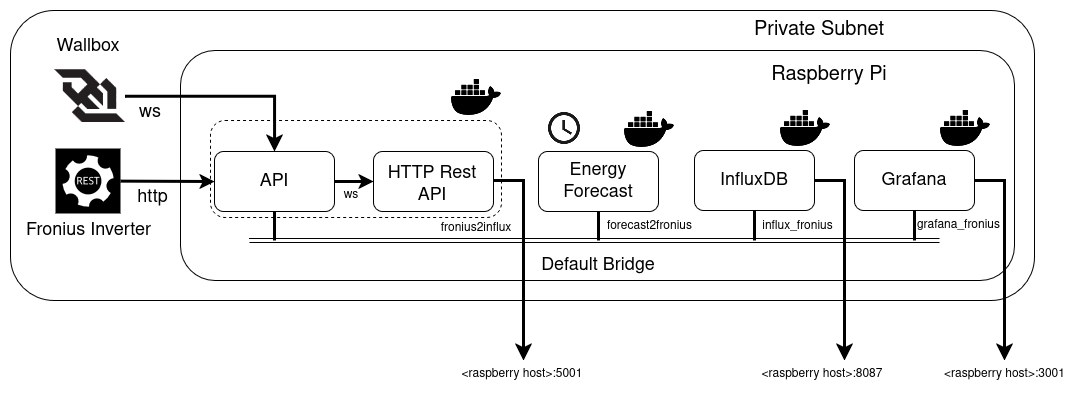 Private Subnet
Wallbox
Raspberry Pi
ws
API
ws
HTTP Rest
API
Energy
Forecast
InfluxDB
Grafana
REST
http
Fronius Inverter
fronius2influx
forecast2fronius
influx_fronius
grafana_fronius
Default Bridge
<raspberry host>:5001
<raspberry host>:8087
<raspberry host>:3001